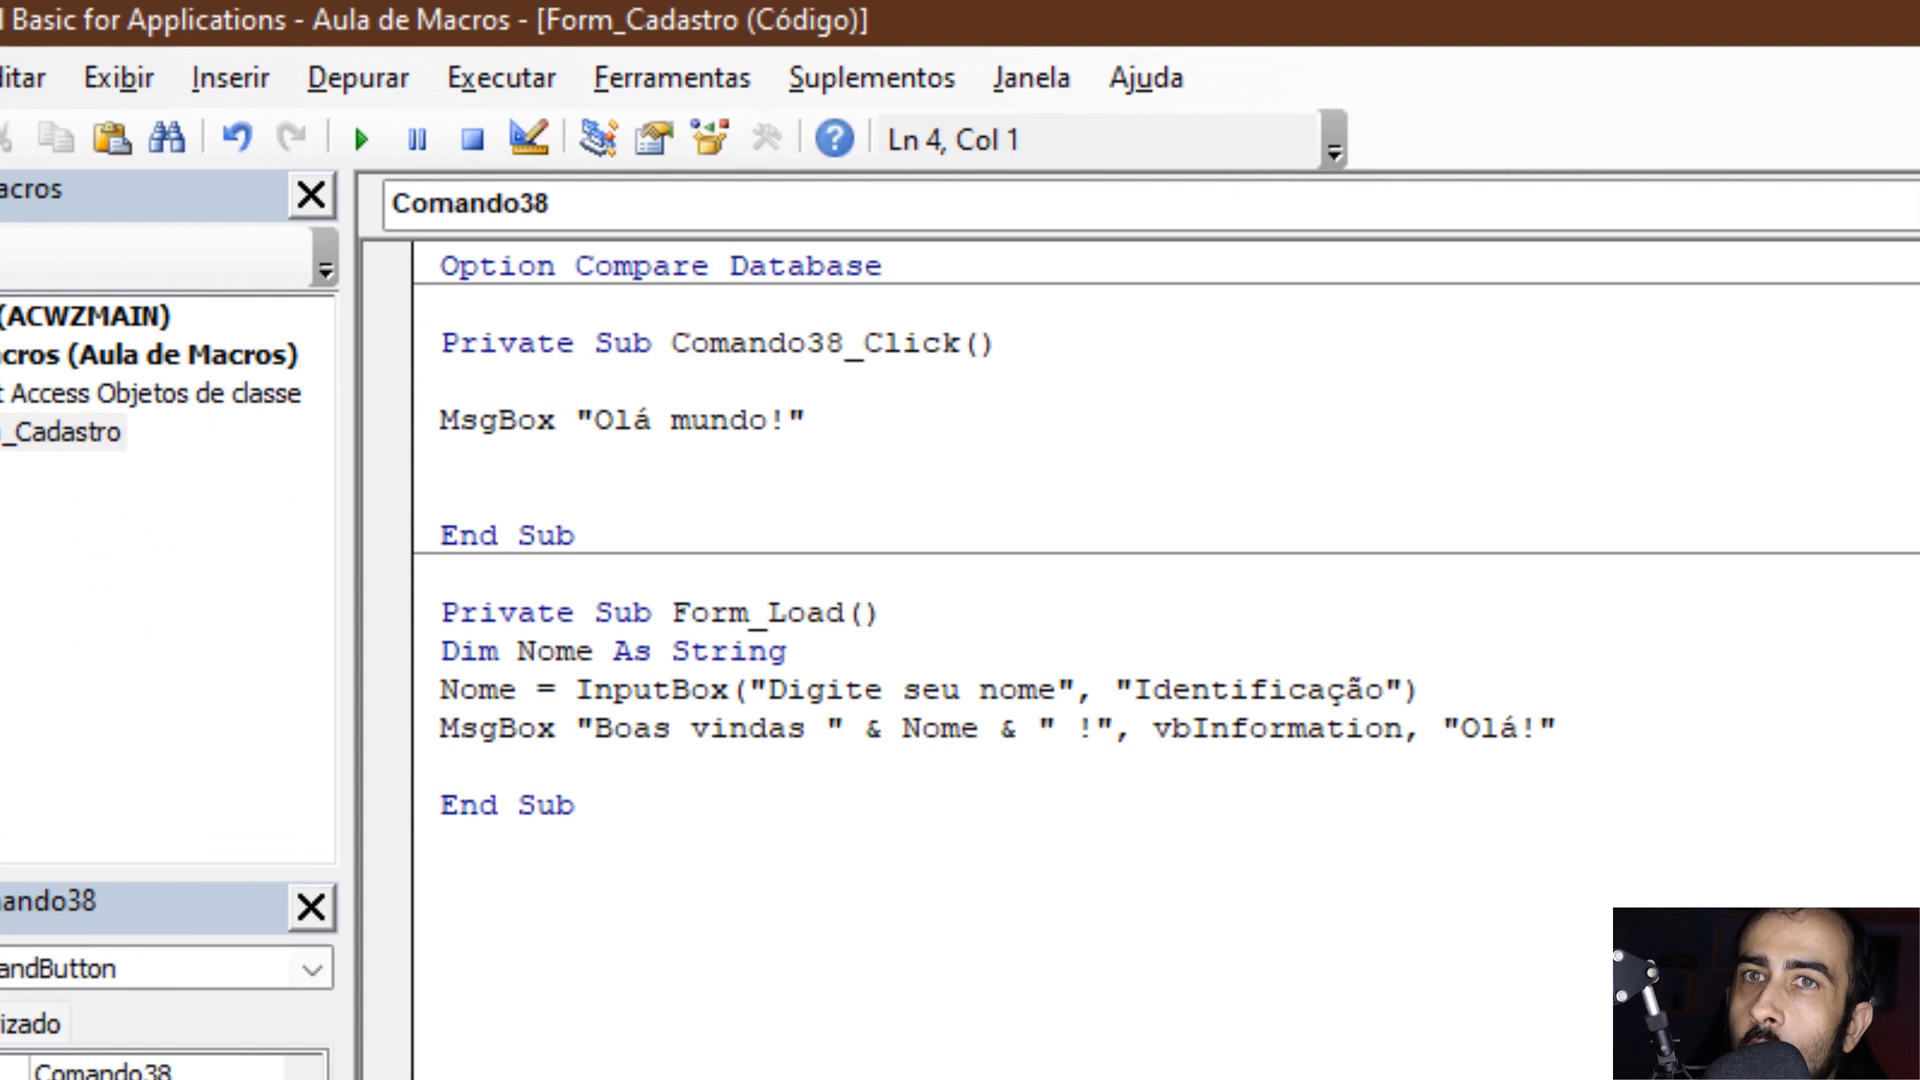 l Basic for Applications - Aula de Macros - [Form_Cadastro (Código)]
itar Exibir Inserir Depurar Executar Ferramentas Suplementos Janela Ajuda
Ln 4, Col 1
acros
Comando38
(ACWZMAIN)
acros (Aula de Macros)
t Access Objetos de classe
_Cadastro
Option Compare Database
Private Sub Comando38_Click()
MsgBox "Olá mundo!"
End Sub
Private Sub Form_Load()
Dim Nome As String
Nome = InputBox("Digite seu nome", "Identificação")
MsgBox "Boas vindas " & Nome & " !", vbInformation, "Olá!"
End Sub
mando38
andButton
izado
Comando38